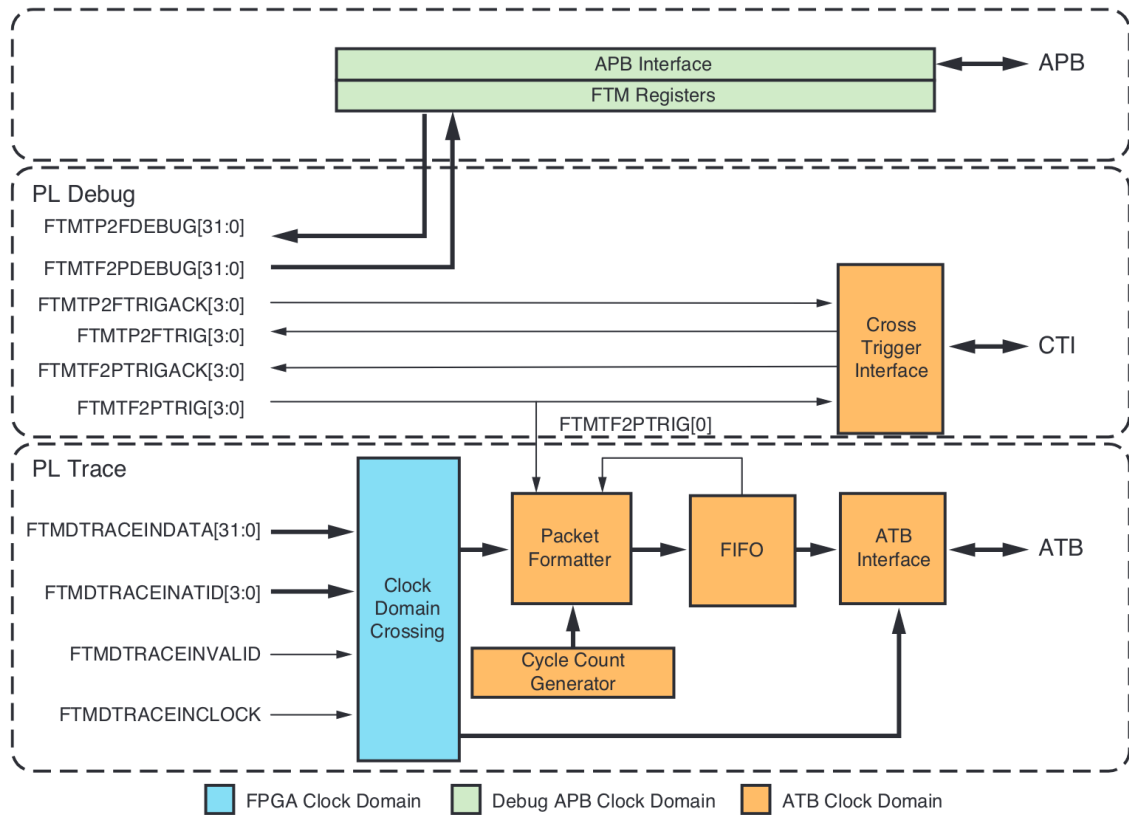 APB Interface
APB
FTM Registers
PL Debug
FTMTP2FDEBUG[31:0]
FTMTF2PDEBUG[31:0]
FTMTP2FTRIGACK[3:0]
FTMTP2FTRIG[3:0]
FTMTF2PTRIGACK[3:0]
FTMTF2PTRIG[3:0]
Cross
Trigger
Interface
CTI
FTMTF2PTRIG[0]
PL Trace
FTMDTRACEINDATA[31:0]
FTMDTRACEINATID[3:0]
FTMDTRACEINVALID
FTMDTRACEINCLOCK
Clock
Domain
Crossing
Packet
Formatter
FIFO
ATB
Interface
ATB
Cycle Count
Generator
FPGA Clock Domain
Debug APB Clock Domain
ATB Clock Domain